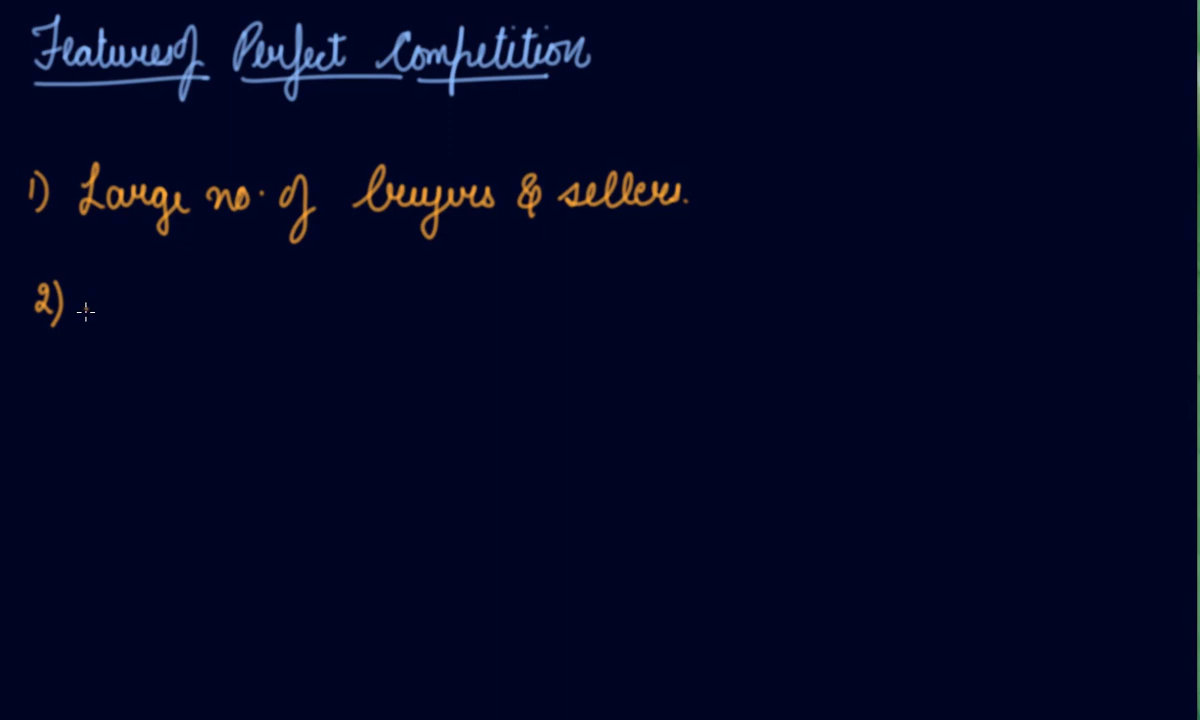 Features of Perfect Competition
1) Large no. of buyers & sellers.
2)